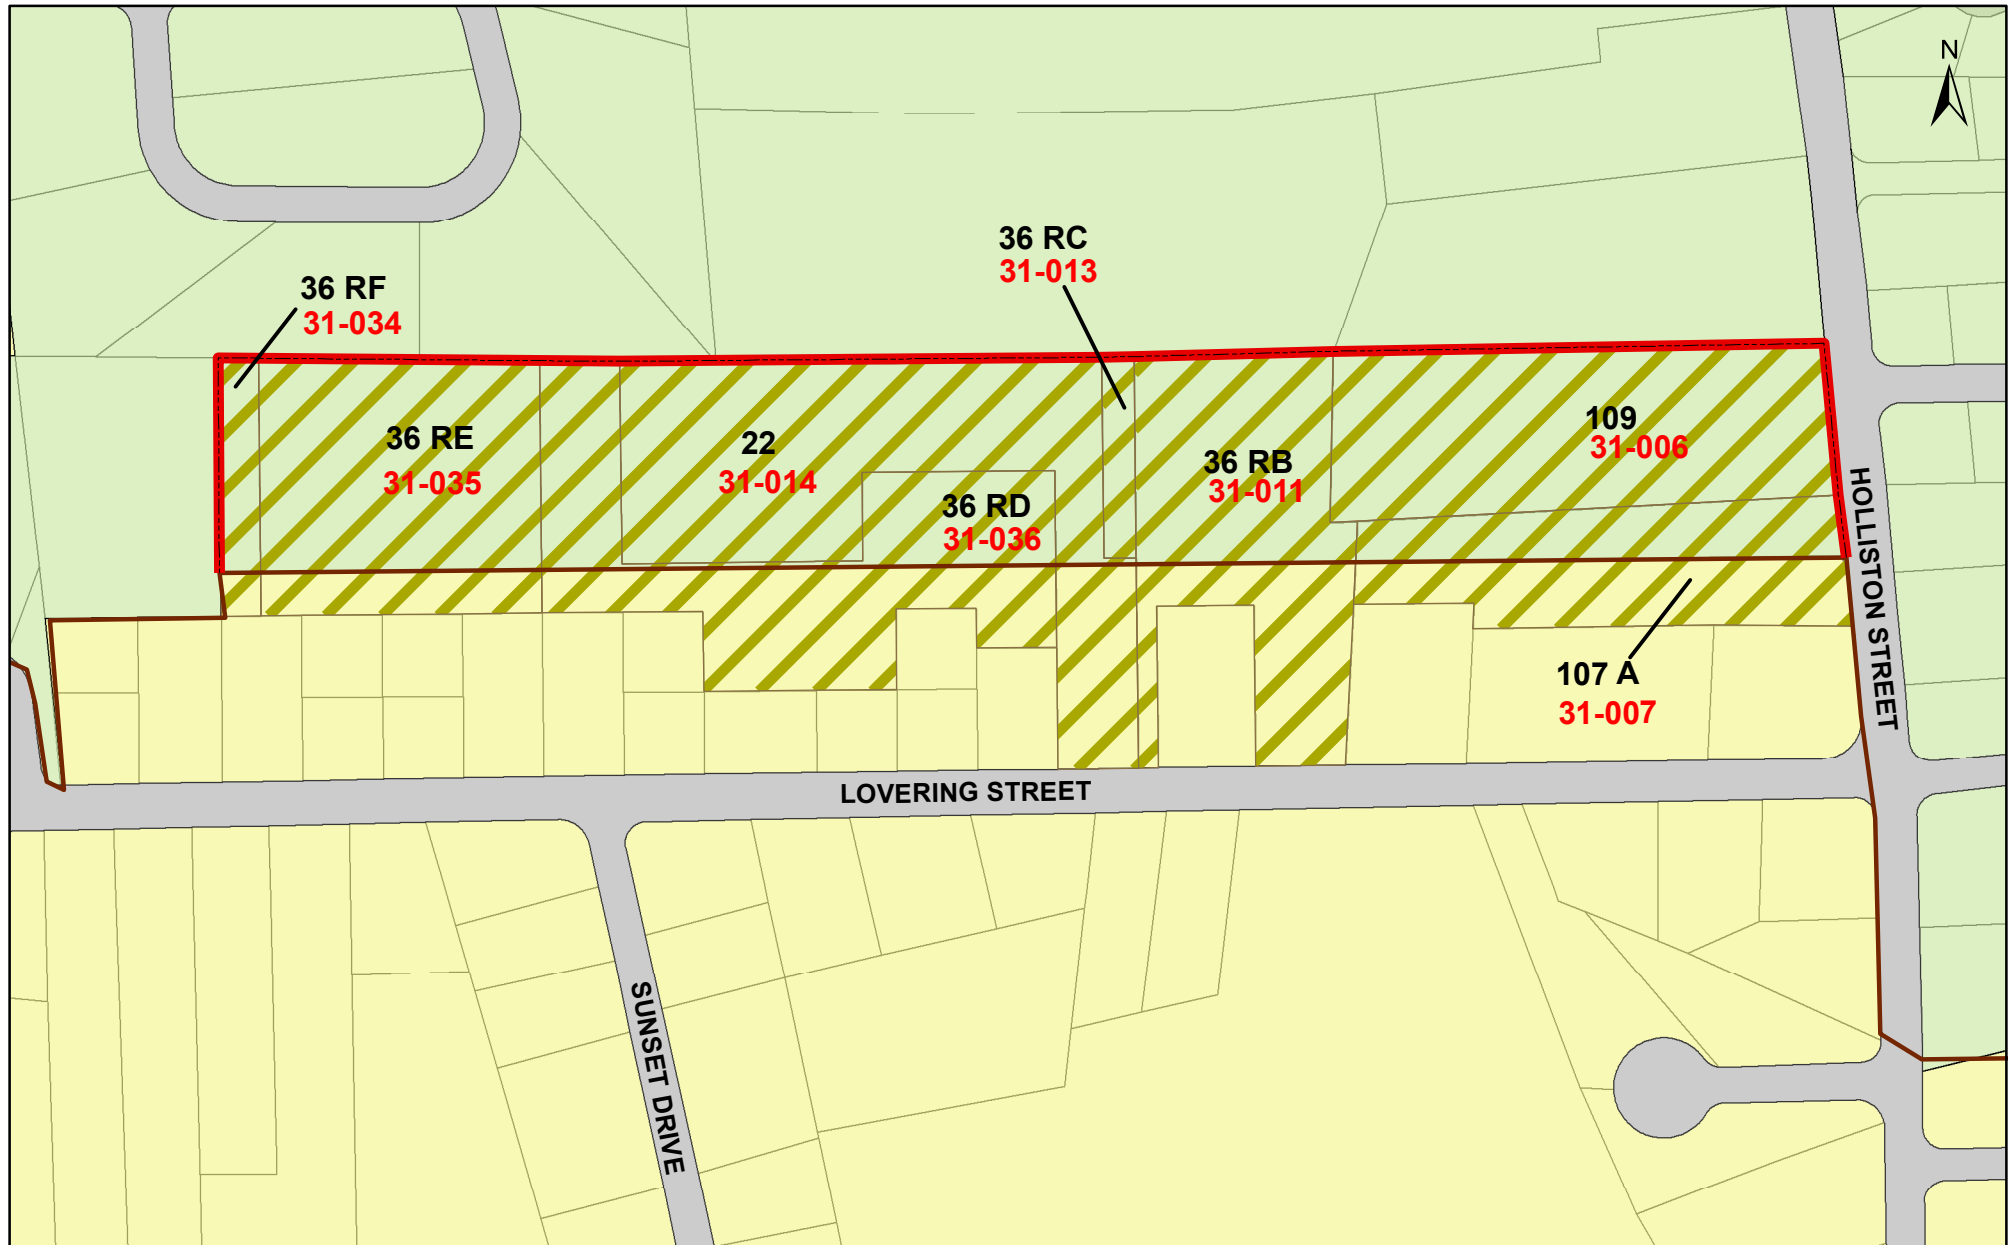 N
36 RC
31-013
36 RF
31-034
36 RE
31-035
22
31-014
36 RD
31-036
36 RB
31-011
109
31-006
107 A
31-007
HOLLISTON STREET
LOVERING STREET
SUNSET DRIVE